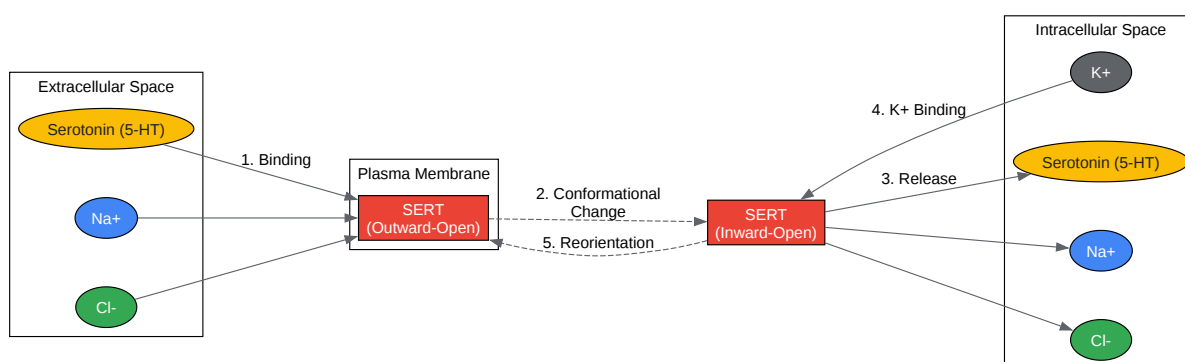 Extracellular Space
Serotonin (5-HT)
Na+
Cl-
1. Binding
Plasma Membrane
SERT
(Outward-Open)
2. Conformational
Change
5. Reorientation
SERT
(Inward-Open)
4. K+ Binding
3. Release
Intracellular Space
K+
Serotonin (5-HT)
Na+
Cl-